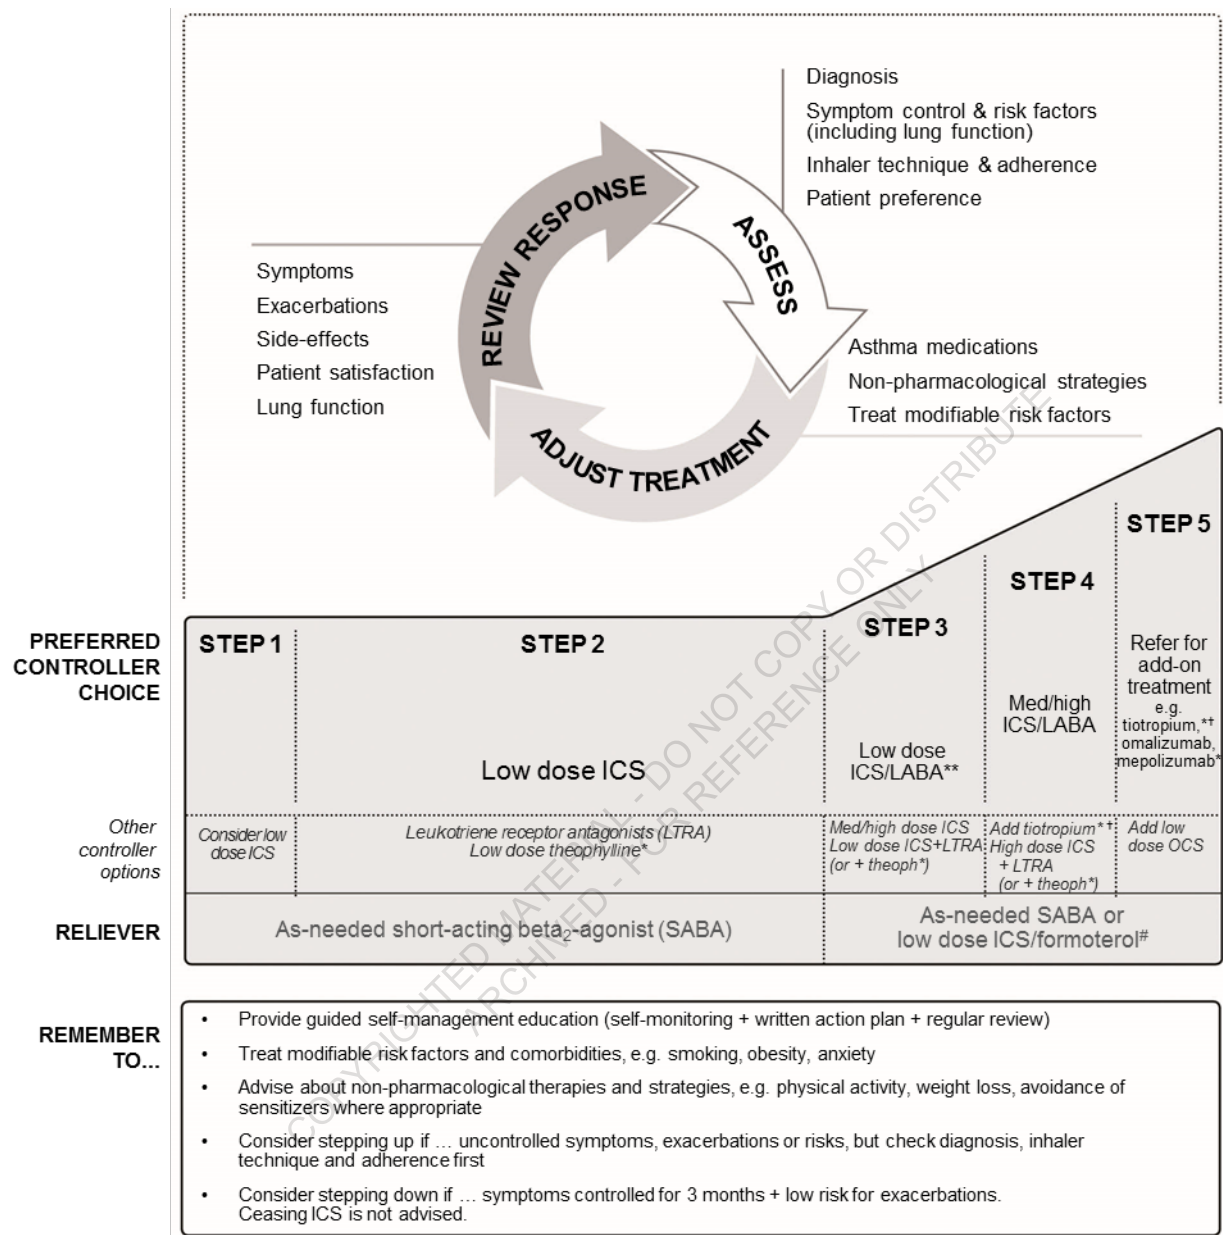 Diagnosis
Symptom control & risk factors
(including lung function)
Inhaler technique & adherence
Patient preference
REVIEW RESPONSE
ASSESS
ADJUST TREATMENT
Symptoms
Exacerbations
Side-effects
Patient satisfaction
Lung function
Asthma medications
Non-pharmacological strategies
Treat modifiable risk factors
PREFERRED
CONTROLLER
CHOICE
STEP 1
STEP 2
Low dose ICS
STEP 3
Low dose
ICS/LABA**
STEP 4
Med/high
ICS/LABA
STEP 5
Refer for
add-on
treatment
e.g.
tiotropium,*†
omalizumab,
mepolizumab*
Other
controller
options
Consider low
dose ICS
Leukotriene receptor antagonists (LTRA)
Low dose theophylline*
Med/high dose ICS
Low dose ICS+LTRA
(or + theoph*)
Add tiotropium*†
High dose ICS
+ LTRA
(or + theoph*)
Add low
dose OCS
RELIEVER
As-needed short-acting beta₂-agonist (SABA)
As-needed SABA or
low dose ICS/formoterol#
REMEMBER
TO...
• Provide guided self-management education (self-monitoring + written action plan + regular review)
• Treat modifiable risk factors and comorbidities, e.g. smoking, obesity, anxiety
• Advise about non-pharmacological therapies and strategies, e.g. physical activity, weight loss, avoidance of
sensitizers where appropriate
• Consider stepping up if … uncontrolled symptoms, exacerbations or risks, but check diagnosis, inhaler
technique and adherence first
• Consider stepping down if … symptoms controlled for 3 months + low risk for exacerbations.
Ceasing ICS is not advised.
COPYRIGHTED MATERIAL - DO NOT COPY OR DISTRIBUTE
ARCHIVED - FOR REFERENCE ONLY